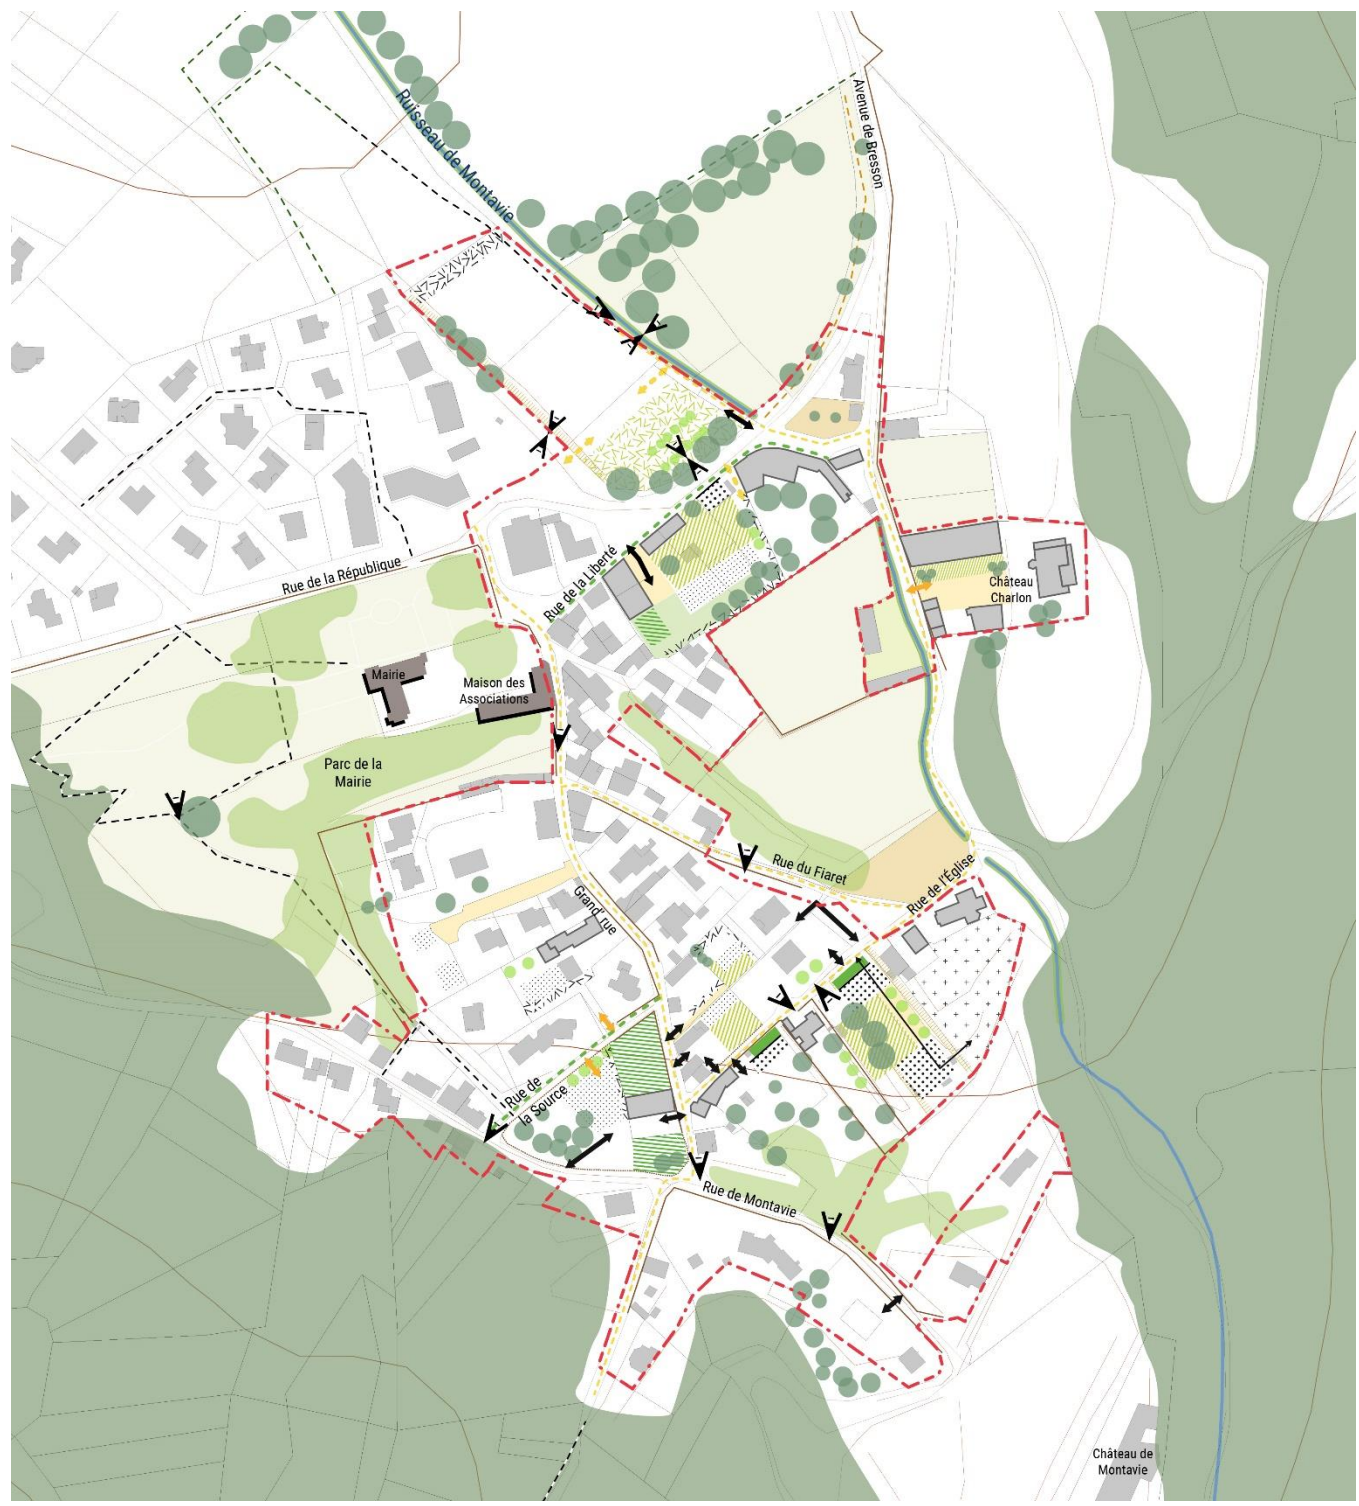 Ruisseau de Montavie
Avenue de Bresson
Rue de la République
Rue de la Liberté
Château
Charlon
Mairie
Maison des
Associations
Parc de la
Mairie
Rue du Fiaret
Rue de l'Église
Grand' rue
Rue de
la Source
Rue de Montavie
Château de
Montavie